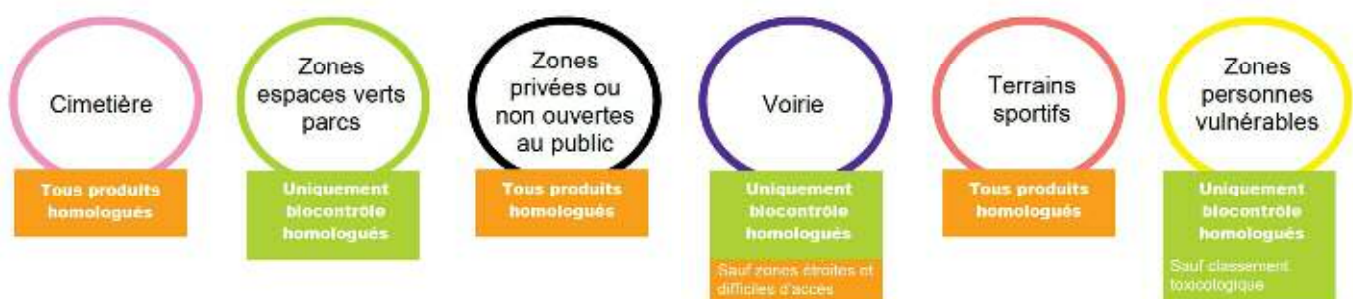 Cimetière
Tous produits
homologués
Zones
espaces verts
parcs
Uniquement
biocontrôle
homologués
Zones
privées ou
non ouvertes
au public
Tous produits
homologués
Voirie
Uniquement
biocontrôle
homologués
Sauf zones étroites et
difficiles d'accès
Terrains
sportifs
Tous produits
homologués
Zones
personnes
vulnérables
Uniquement
biocontrôle
homologués
Sauf classement
toxicologique